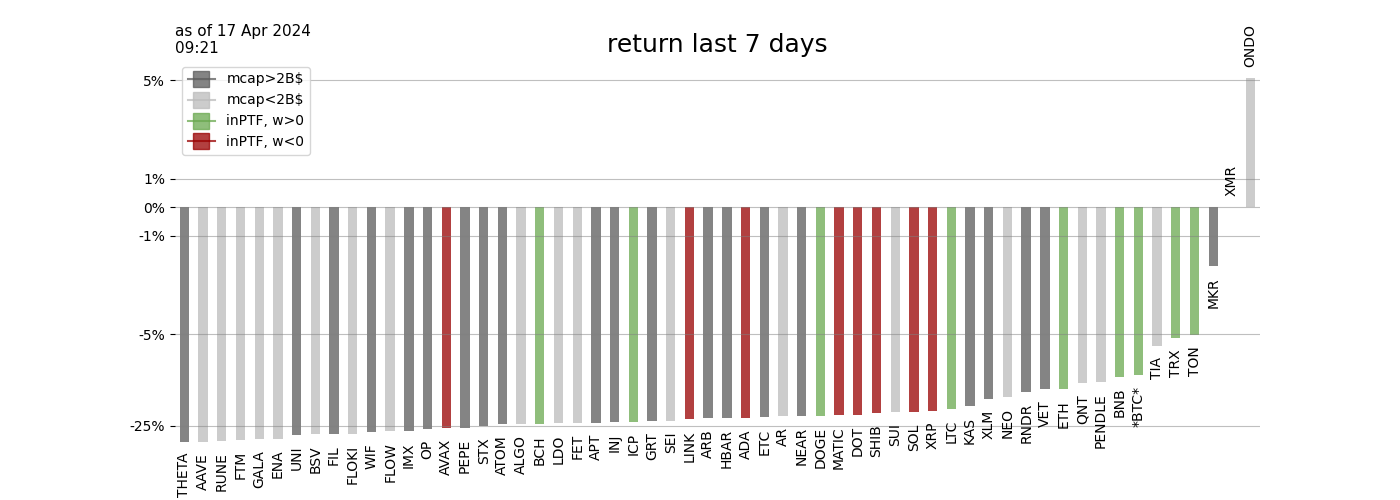 as of 17 Apr 2024
09:21
return last 7 days
mcap>2B$
mcap<2B$
inPTF, w>0
inPTF, w<0
5%
1%
0%
-1%
-5%
-25%
THETA
AAVE
RUNE
FTM
GALA
ENA
UNI
BSV
FIL
FLOKI
WIF
FLOW
IMX
OP
AVAX
PEPE
STX
ATOM
ALGO
BCH
LDO
FET
APT
INJ
ICP
GRT
SEI
LINK
ARB
HBAR
ADA
ETC
AR
NEAR
DOGE
MATIC
DOT
SHIB
SUI
SOL
XRP
LTC
KAS
XLM
NEO
RNDR
VET
ETH
QNT
PENDLE
BNB
*BTC*
TIA
TRX
TON
MKR
XMR
ONDO